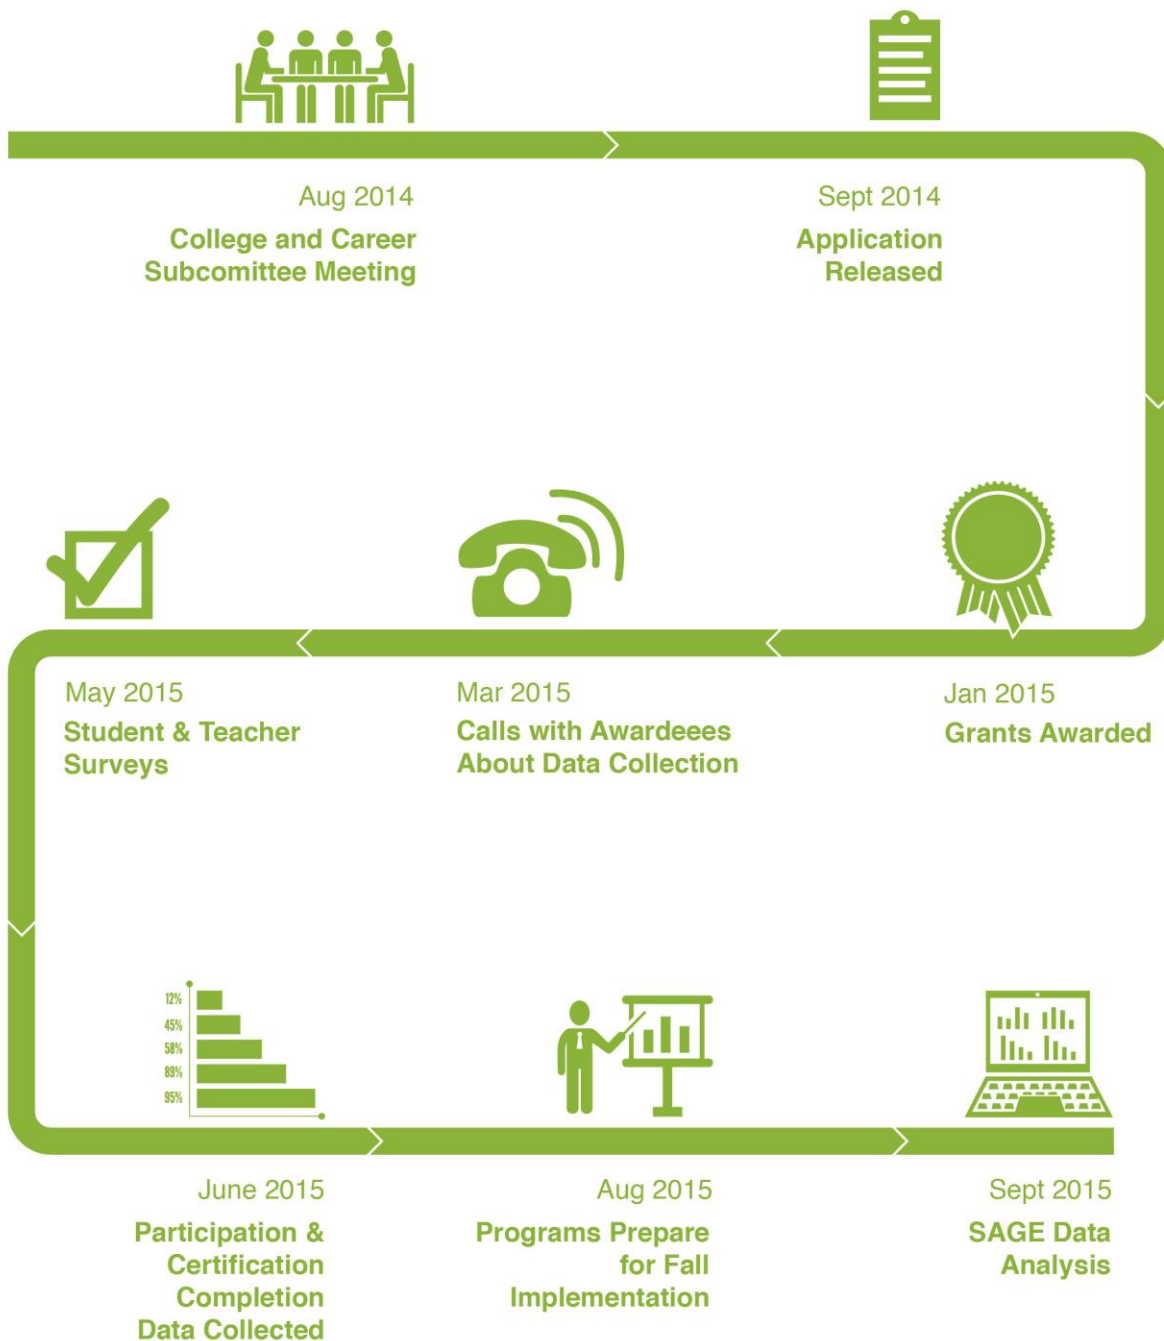 Aug 2014
College and Career
Subcomittee Meeting
Sept 2014
Application
Released
Jan 2015
Grants Awarded
Mar 2015
Calls with Awardeees
About Data Collection
May 2015
Student & Teacher
Surveys
12%
45%
58%
89%
95%
June 2015
Participation &
Certification
Completion
Data Collected
Aug 2015
Programs Prepare
for Fall
Implementation
Sept 2015
SAGE Data
Analysis